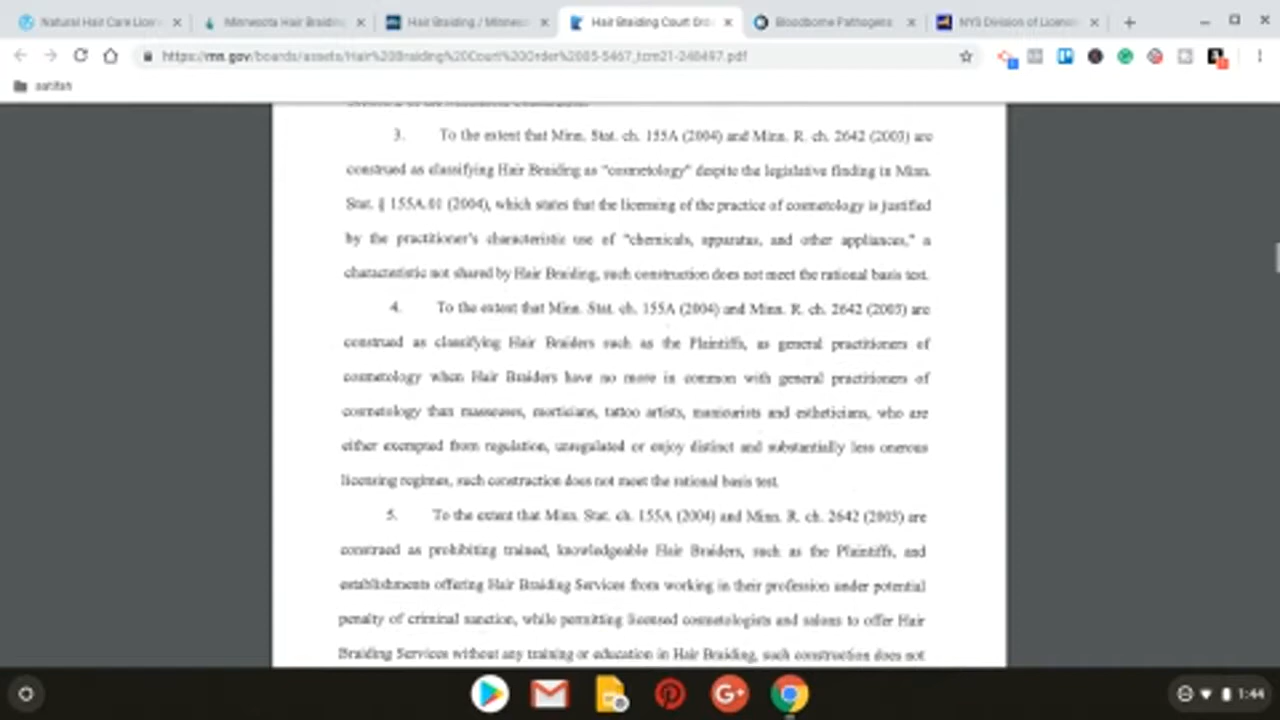 Natural Hair Care Licen
Minnesota Hair Braiding
Hair Braiding / Minnes
Hair Braiding Court Ord
Bloodborne Pathogens
NYS Division of Licens
https://mn.gov/boards/assets/Hair%20Braiding%20Court%20Order%2005-5467_tcm21-248497.pdf
3. To the extent that Minn. Stat. ch. 155A (2004) and Minn. R. ch. 2642 (2003) are
construed as classifying Hair Braiding as "cosmetology" despite the legislative finding in Minn.
Stat. § 155A.01 (2004), which states that the licensing of the practice of cosmetology is justified
by the practitioner's characteristic use of "chemicals, apparatus, and other appliances," a
characteristic not shared by Hair Braiding, such construction does not meet the rational basis test.
4. To the extent that Minn. Stat. ch. 155A (2004) and Minn. R. ch. 2642 (2003) are
construed as classifying Hair Braiders such as the Plaintiffs, as general practitioners of
cosmetology when Hair Braiders have no more in common with general practitioners of
cosmetology than masseuses, morticians, tattoo artists, manicurists and estheticians, who are
either exempted from regulation, unregulated or enjoy distinct and substantially less onerous
licensing regimes, such construction does not meet the rational basis test.
5. To the extent that Minn. Stat. ch. 155A (2004) and Minn. R. ch. 2642 (2003) are
construed as prohibiting trained, knowledgeable Hair Braiders, such as the Plaintiffs, and
establishments offering Hair Braiding Services from working in their profession under potential
penalty of criminal sanction, while permitting licensed cosmetologists and salons to offer Hair
Braiding Services without any training or education in Hair Braiding, such construction does not
1:44